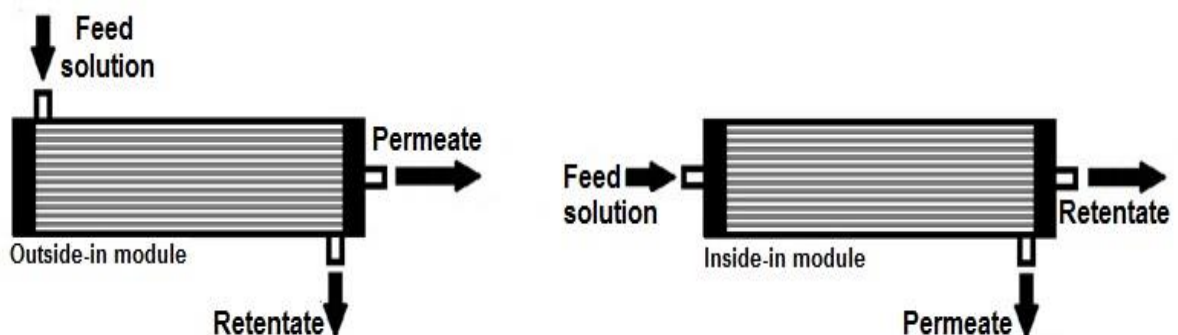 Feed
solution
Permeate
Outside-in module
Retentate
Feed
solution
Retentate
Inside-in module
Permeate